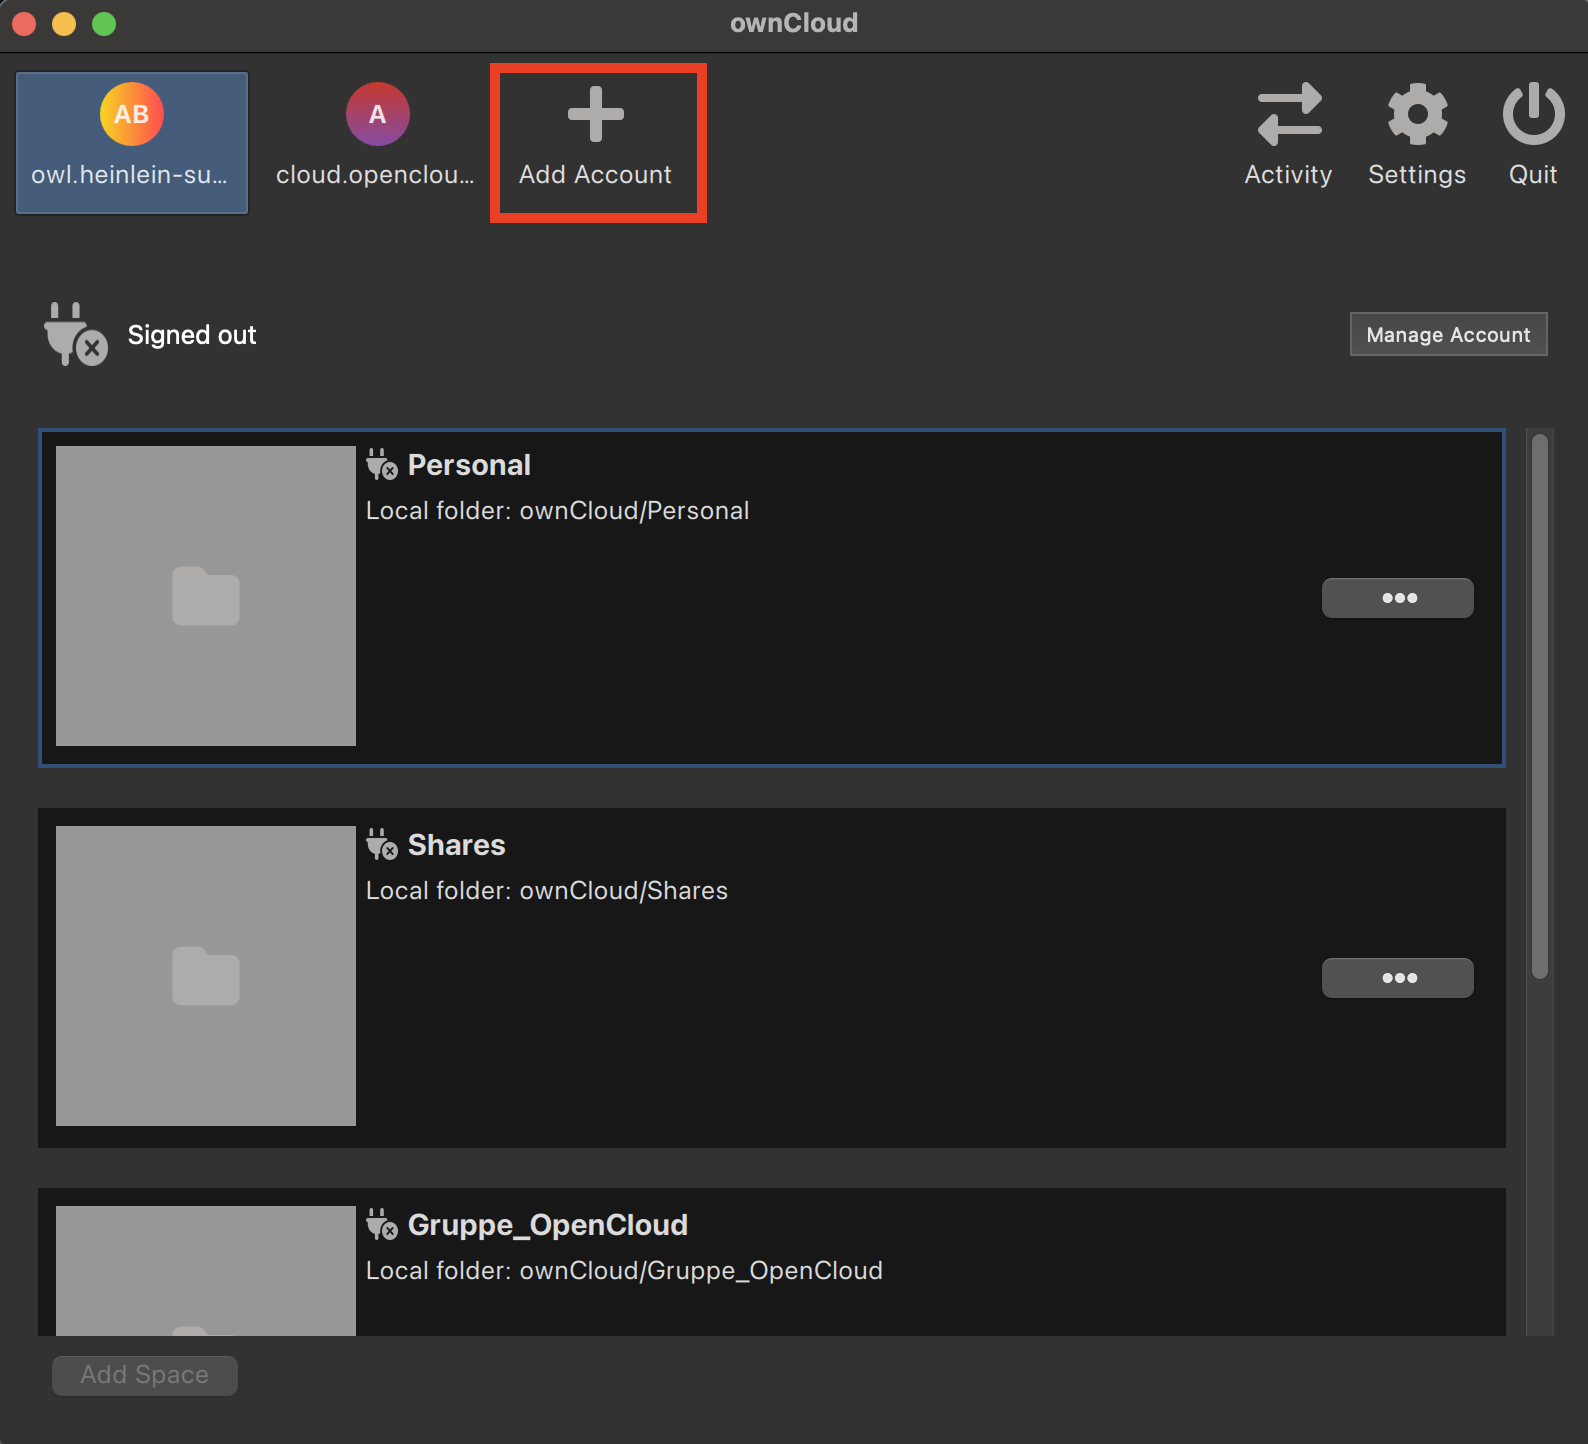 ownCloud
AB
owl.heinlein-su...
A
cloud.openclou...
Add Account
Activity
Settings
Quit
Signed out
Manage Account
Personal
Local folder: ownCloud/Personal
•••
Shares
Local folder: ownCloud/Shares
•••
Gruppe_OpenCloud
Local folder: ownCloud/Gruppe_OpenCloud
Add Space